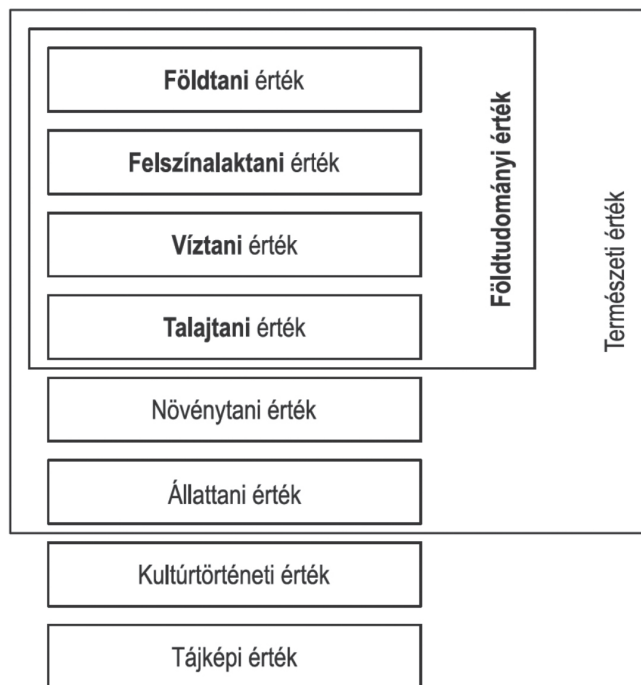 Földtani érték
Felszínalaktani érték
Víztani érték
Talajtani érték
Földtudományi érték
Növénytani érték
Állattani érték
Természeti érték
Kultúrtörténeti érték
Tájképi érték